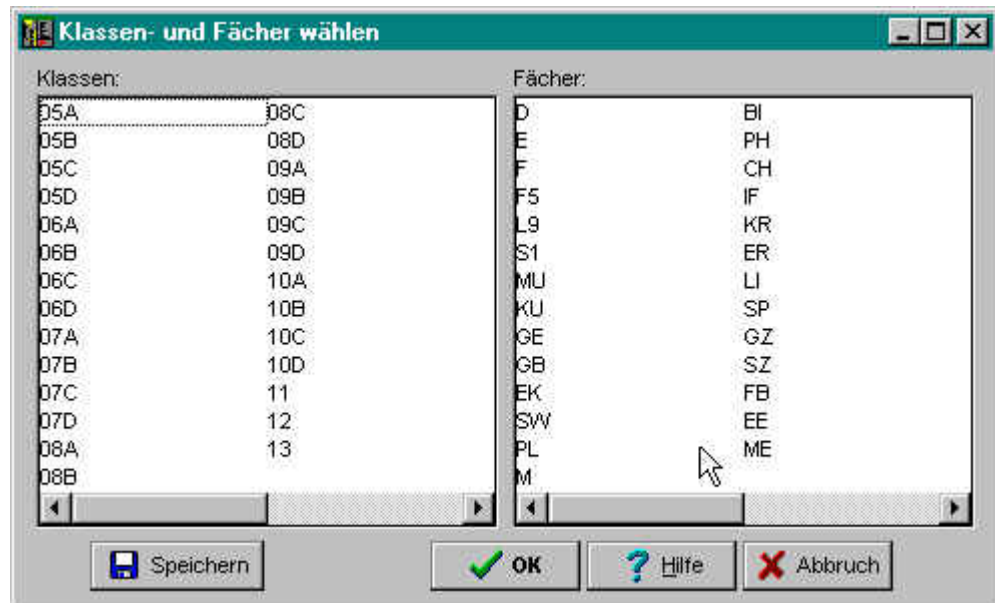 Klassen- und Fächer wählen
Klassen:
05A
05B
05C
05D
06A
06B
06C
06D
07A
07B
07C
07D
08A
08B
08C
08D
09A
09B
09C
09D
10A
10B
10C
10D
11
12
13
Fächer:
D
E
F
F5
L9
S1
MU
KU
GE
GB
EK
SW
PL
M
BI
PH
CH
IF
KR
ER
LI
SP
GZ
SZ
FB
EE
ME
Speichern
OK
Hilfe
Abbruch